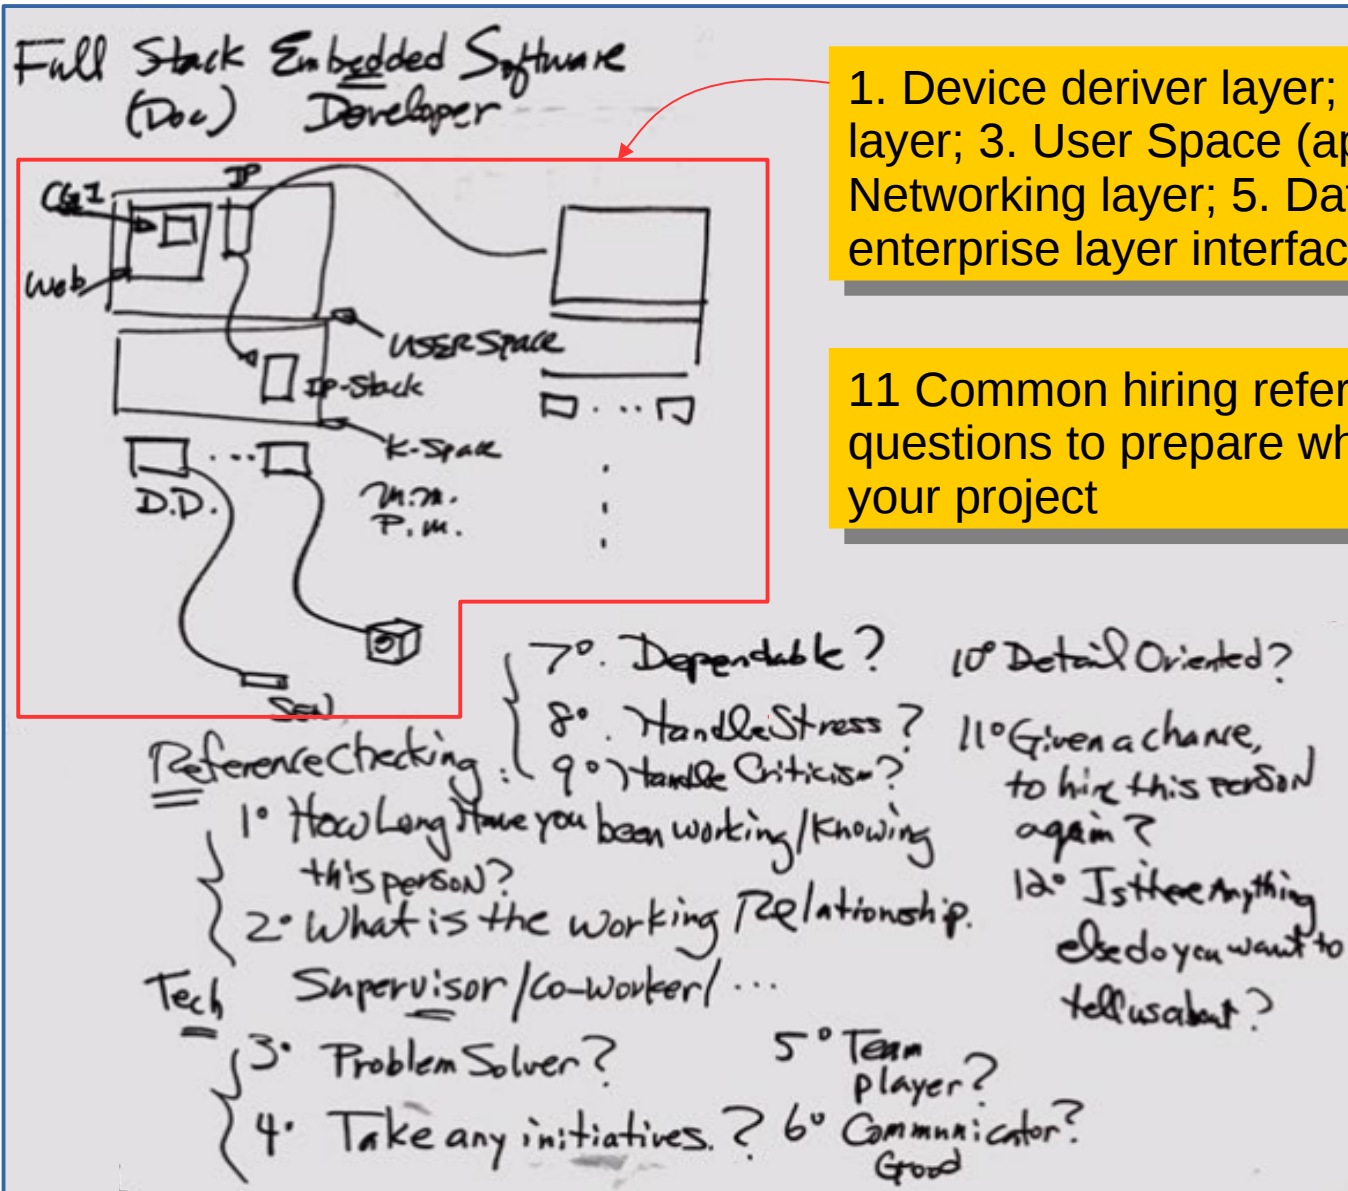 Full Stack Embedded Software
(Doc) Developer
1. Device deriver layer;
layer; 3. User Space (ap
Networking layer; 5. Da
enterprise layer interfac
11 Common hiring refer
questions to prepare wh
your project
CGI
IP
Web
USER SPACE
IP-Stack
K-Space
D.D.
M.M.
P.M.
SEN.
Reference Checking:
1° How Long Have you been working/Knowing
this person?
2° What is the working Relationship.
Supervisor/Co-worker/...
Tech
3° Problem Solver?
4° Take any initiatives.?
5° Team
player?
6° Communicator?
Good
7°. Dependable?
8°. Handle Stress?
9° Handle Criticism?
10° Detail Oriented?
11° Given a chance,
to hire this person
again?
12° Is there Anything
else do you want to
tell us about?